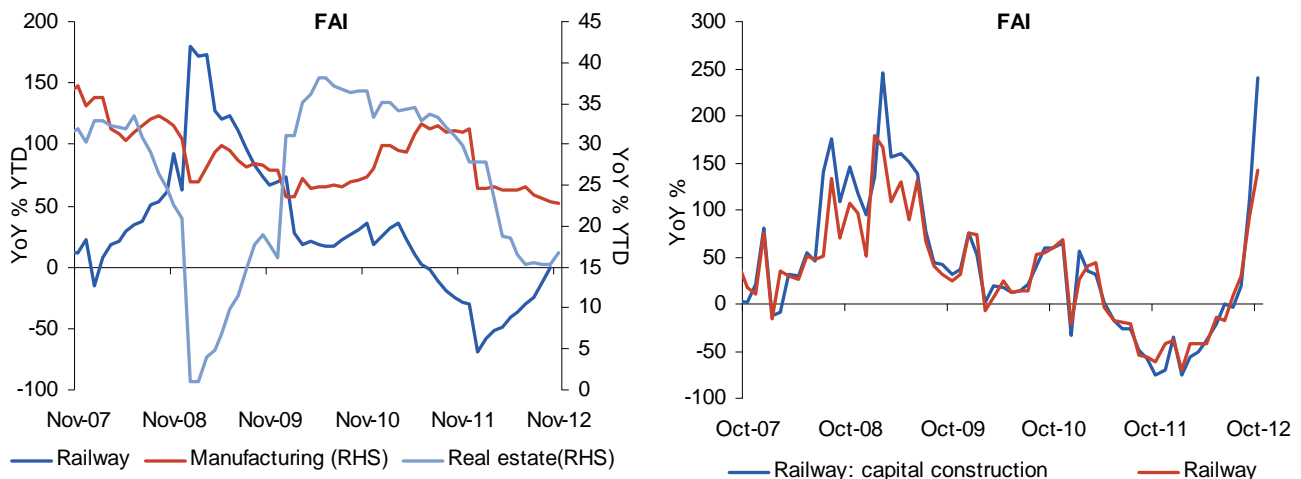 FAI
200
150
100
50
0
-50
-100
YoY % YTD
45
40
35
30
25
20
15
10
5
0
YoY % YTD
Nov-07 Nov-08 Nov-09 Nov-10 Nov-11 Nov-12
Railway Manufacturing (RHS) Real estate(RHS)
FAI
300
250
200
150
100
50
0
-50
-100
YoY %
Oct-07 Oct-08 Oct-09 Oct-10 Oct-11 Oct-12
Railway: capital construction Railway